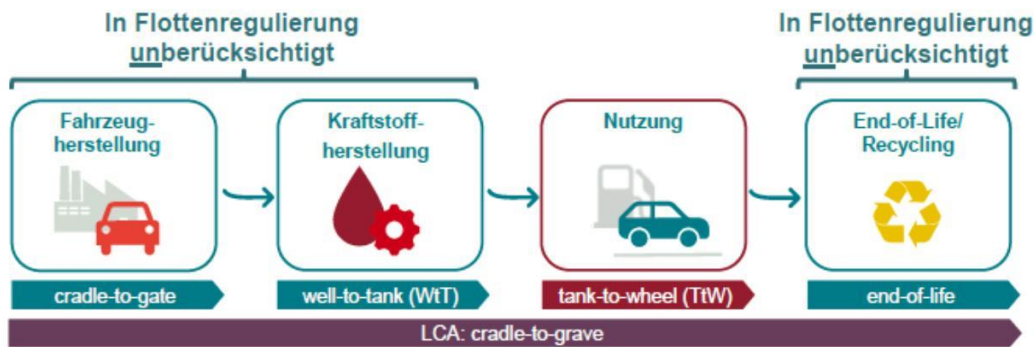 In Flottenregulierung
unberücksichtigt
In Flottenregulierung
unberücksichtigt
Fahrzeug-
herstellung
Kraftstoff-
herstellung
Nutzung
End-of-Life/
Recycling
cradle-to-gate
well-to-tank (WtT)
tank-to-wheel (TtW)
end-of-life
LCA: cradle-to-grave